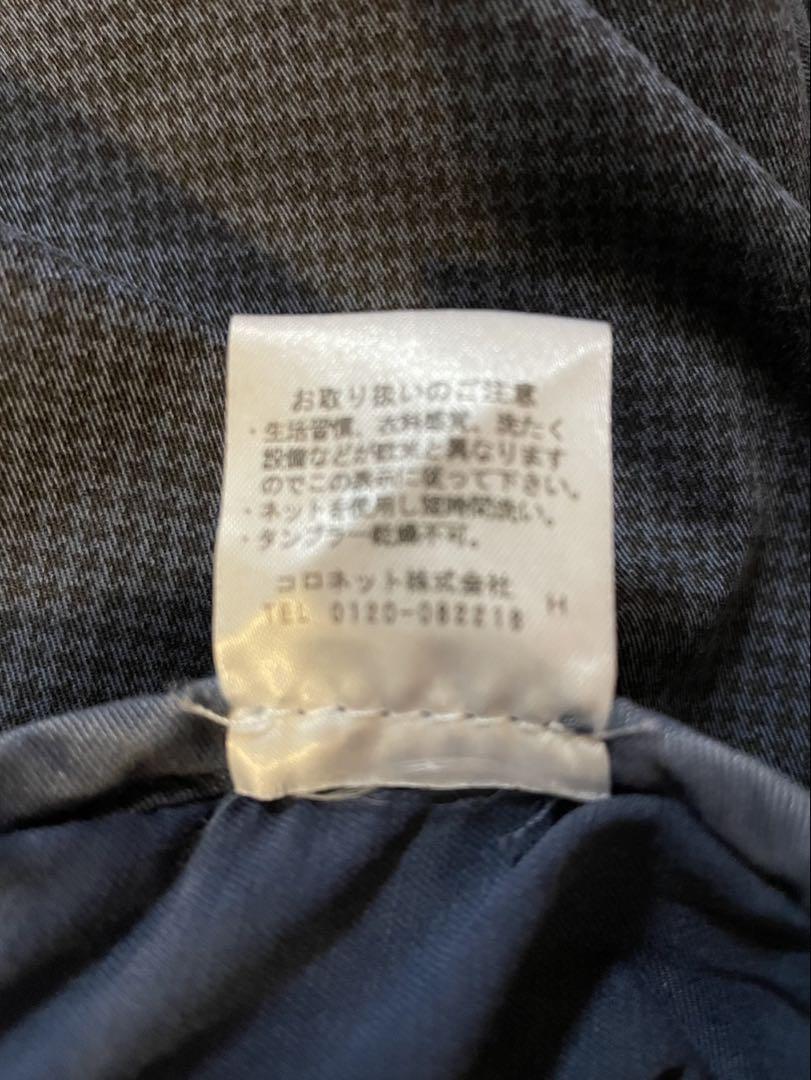 お取り扱いのご注意
・生活習慣、衣料感覚、洗たく
設備などが欧米と異なります
のでこの表示に従って下さい。
・ネットを使用し短時間洗い。
・タンブラー乾燥不可。
コロネット株式会社
TEL 0120-082218 H